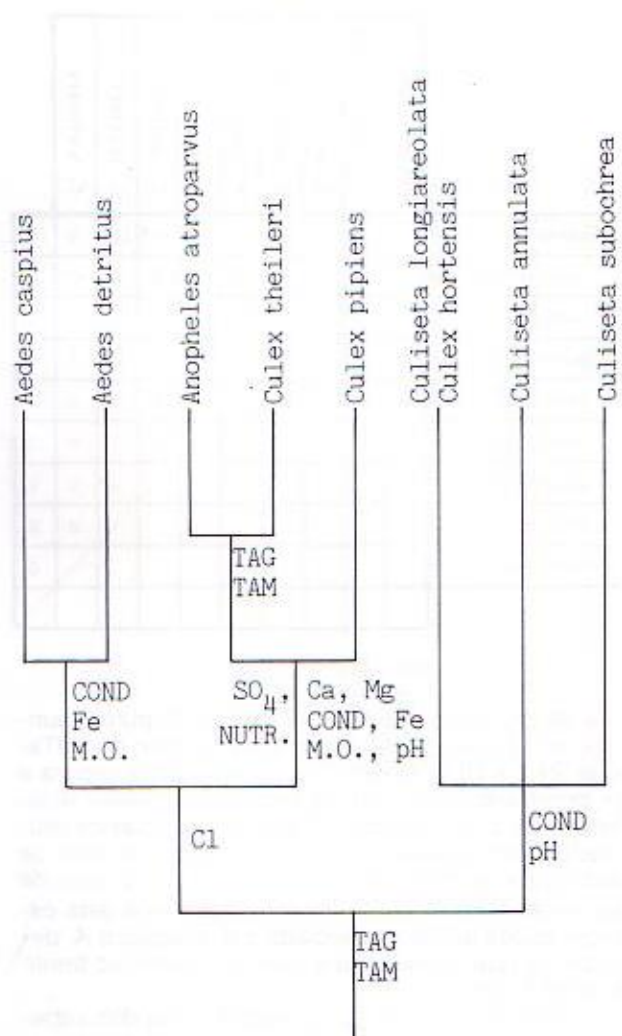 Aedes caspius
Aedes detritus
Anopheles atroparvus
Culex theileri
Culex pipiens
Culiseta longiareolata
Culex hortensis
Culiseta annulata
Culiseta subochrea
TAG
TAM
COND
Fe
M.O.
SO4, Ca, Mg
NUTR. COND, Fe
M.O., pH
Cl
COND
pH
TAG
TAM